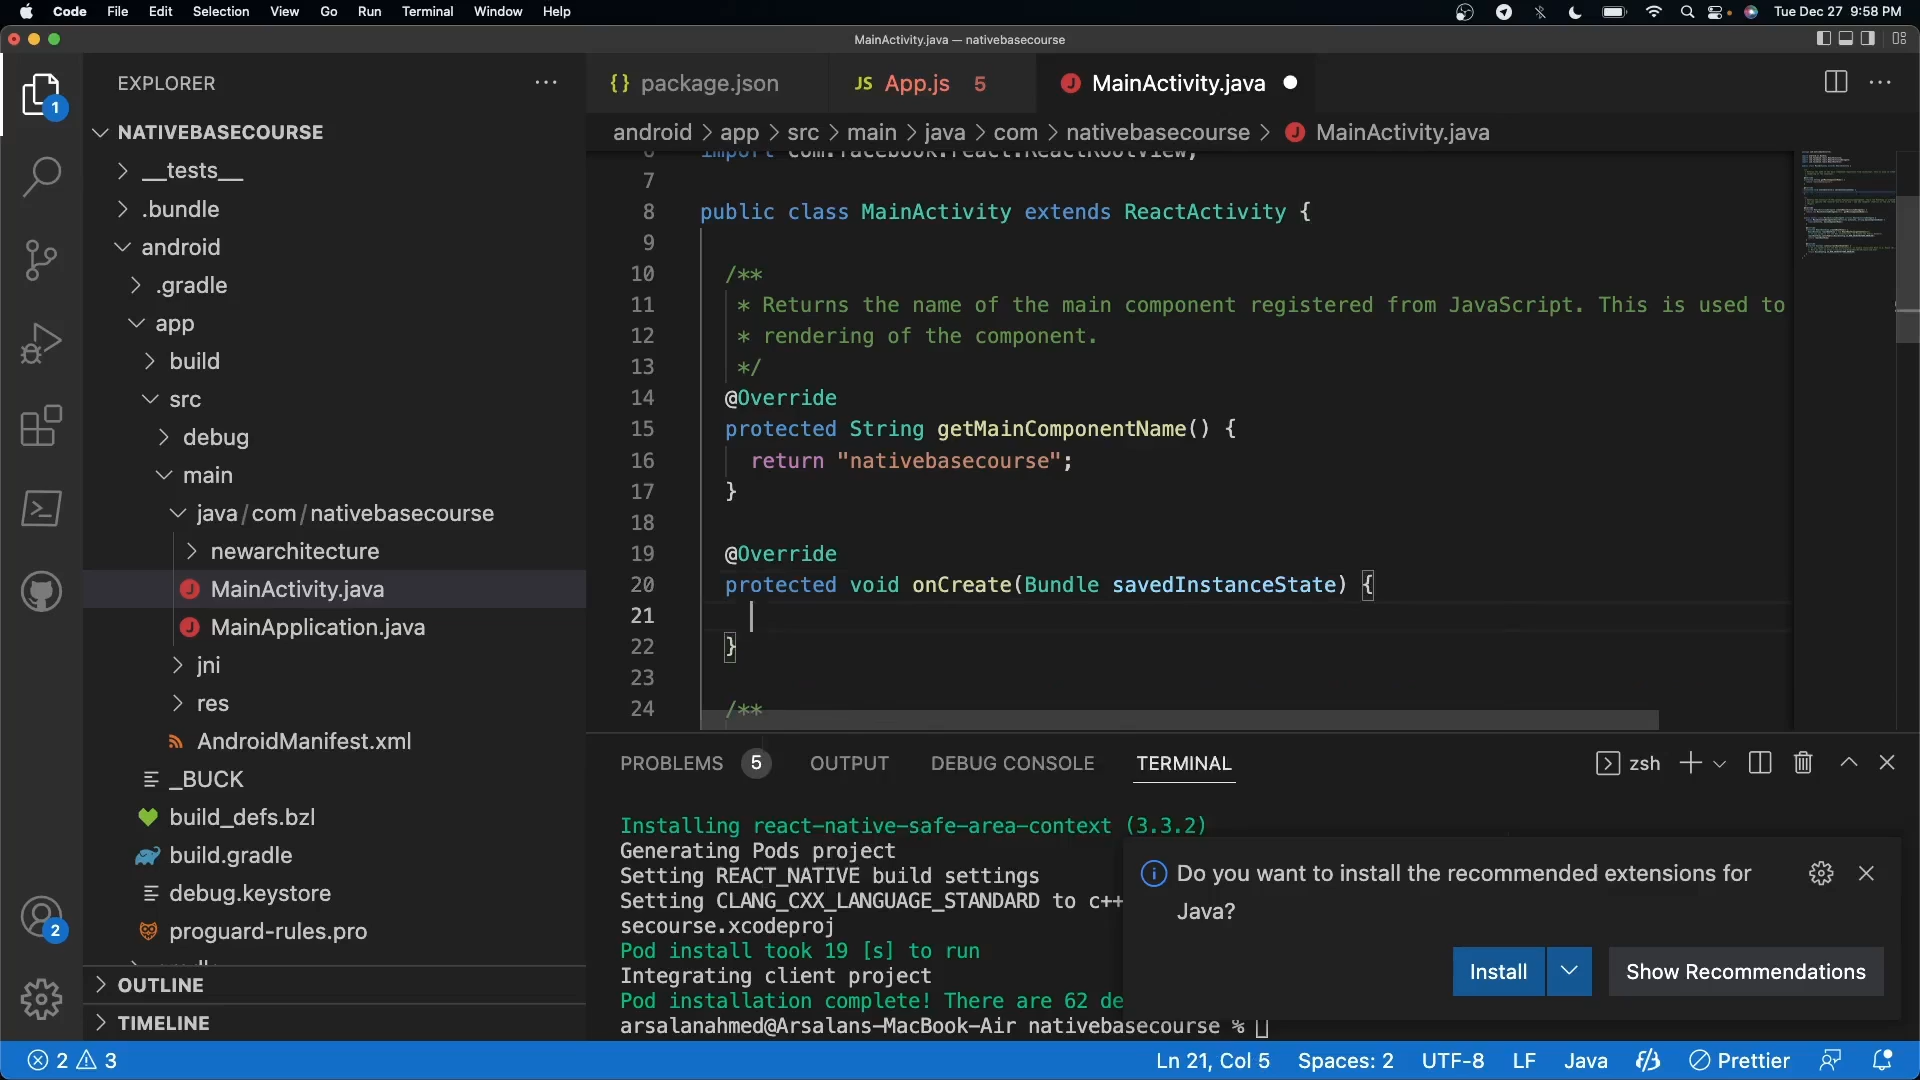 Code File Edit Selection View Go Run Terminal Window Help Tue Dec 27 9:58 PM
MainActivity.java — nativebasecourse
EXPLORER
{} package.json JS App.js 5 MainActivity.java
android > app > src > main > java > com > nativebasecourse > MainActivity.java
NATIVEBASECOURSE
__tests__
.bundle
android
.gradle
app
build
src
debug
main
java/com/nativebasecourse
newarchitecture
MainActivity.java
MainApplication.java
jni
res
AndroidManifest.xml
_BUCK
build_defs.bzl
build.gradle
debug.keystore
proguard-rules.pro
OUTLINE
TIMELINE
1
2
6 import com.facebook.react.ReactRootView;
7
8 public class MainActivity extends ReactActivity {
9
10 /**
11 * Returns the name of the main component registered from JavaScript. This is used to
12 * rendering of the component.
13 */
14 @Override
15 protected String getMainComponentName() {
16 return "nativebasecourse";
17 }
18
19 @Override
20 protected void onCreate(Bundle savedInstanceState) {
21
22 }
23
24 /**
PROBLEMS 5 OUTPUT DEBUG CONSOLE TERMINAL zsh
Installing react-native-safe-area-context (3.3.2)
Generating Pods project
Setting REACT_NATIVE build settings
Setting CLANG_CXX_LANGUAGE_STANDARD to c++
secourse.xcodeproj
Pod install took 19 [s] to run
Integrating client project
Pod installation complete! There are 62 de
arsalanahmed@Arsalans-MacBook-Air nativebasecourse %
Do you want to install the recommended extensions for
Java?
Install Show Recommendations
2 3 Ln 21, Col 5 Spaces: 2 UTF-8 LF Java Prettier